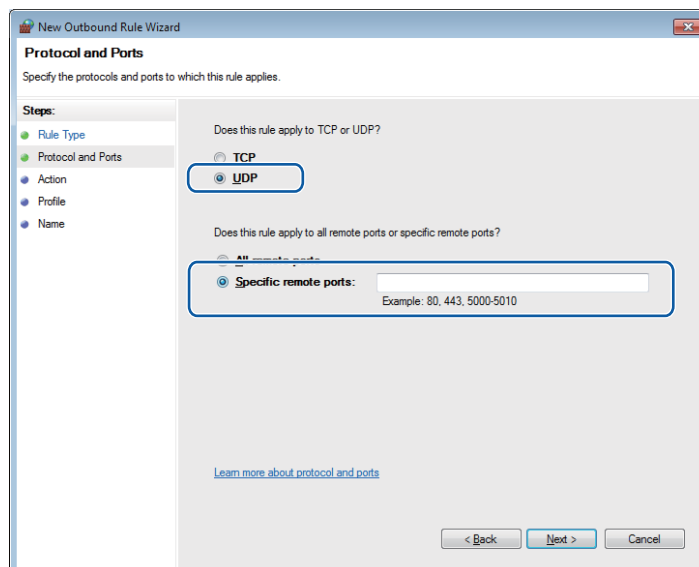 New Outbound Rule Wizard
Protocol and Ports
Specify the protocols and ports to which this rule applies.
Steps:
Rule Type
Protocol and Ports
Action
Profile
Name
Does this rule apply to TCP or UDP?
TCP
UDP
Does this rule apply to all remote ports or specific remote ports?
All remote ports
Specific remote ports:
Example: 80, 443, 5000-5010
Learn more about protocol and ports
< Back
Next >
Cancel